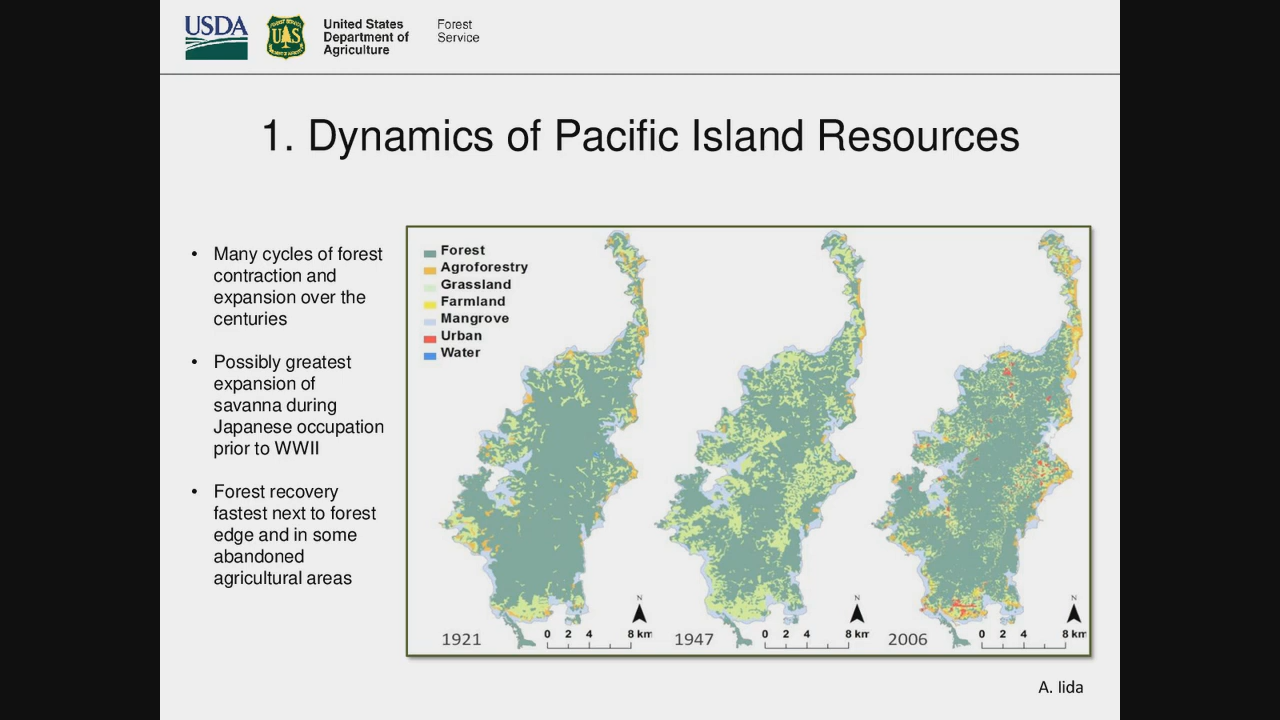 USDA
UAS
United States
Department of
Agriculture
Forest
Service
1. Dynamics of Pacific Island Resources
• Many cycles of forest
contraction and
expansion over the
centuries
• Possibly greatest
expansion of
savanna during
Japanese occupation
prior to WWII
• Forest recovery
fastest next to forest
edge and in some
abandoned
agricultural areas
Forest
Agroforestry
Grassland
Farmland
Mangrove
Urban
Water
N
1921
0 2 4 8 km
N
1947
0 2 4 8 km
N
2006
0 2 4 8 km
A. Iida